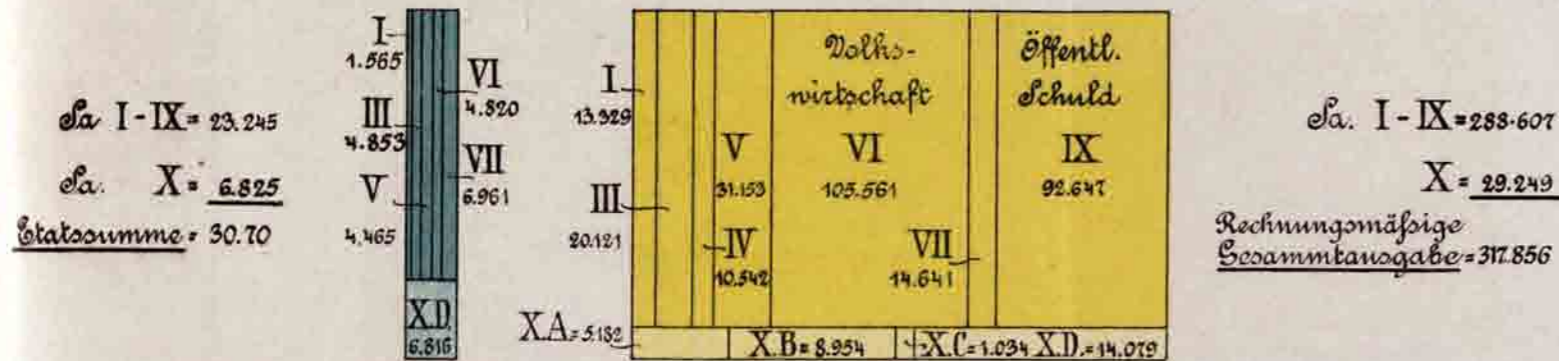 Sa I-IX = 23.245
Sa. X = 6.825
Etatssumme = 30.70
I
1.565
III
4.853
V
4.465
VI
4.820
VII
6.961
X.D.
6.816
I
13.929
III
20.121
X.A. = 5.182
V
31.153
IV
10.542
Volks-
wirtschaft
VI
105.561
VII
14.641
Öffentl.
Schuld
IX
92.647
X.B = 8.954
X.C = 1.034 X.D. = 14.079
Sa. I-IX = 288.607
X = 29.249
Rechnungsmäßige
Gesammtausgabe = 317.856